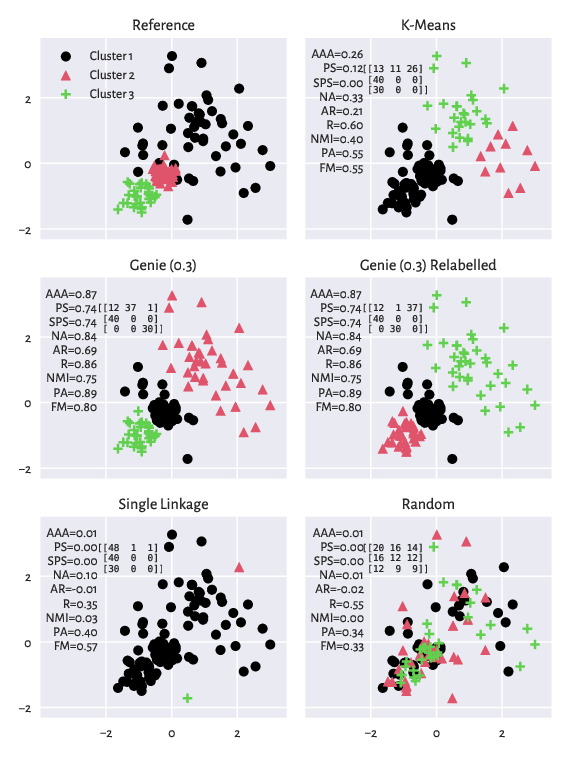 Reference
Cluster1
Cluster2
Cluster3
2
0
−2
K-Means
AAA=0.26
PS=0.12[[13 11 26]
SPS=0.00 [40 0 0]
NA=0.33 [30 0 0]]
AR=0.21
R=0.60
NMI=0.40
PA=0.55
FM=0.55
Genie (0.3)
AAA=0.87
PS=0.74[[12 37 1]
SPS=0.74 [40 0 0]
NA=0.84 [ 0 0 30]]
AR=0.69
R=0.86
NMI=0.75
PA=0.89
FM=0.80
2
0
−2
Genie (0.3) Relabelled
AAA=0.87
PS=0.74[[12 1 37]
SPS=0.74 [40 0 0]
NA=0.84 [ 0 30 0]]
AR=0.69
R=0.86
NMI=0.75
PA=0.89
FM=0.80
Single Linkage
AAA=0.01
PS=0.00[[48 1 1]
SPS=0.00 [40 0 0]
NA=0.10 [30 0 0]]
AR=-0.01
R=0.35
NMI=0.03
PA=0.40
FM=0.57
2
0
−2
−2 0 2
Random
AAA=0.01
PS=0.00[[20 16 14]
SPS=0.00 [16 12 12]
NA=0.01 [12 9 9]]
AR=-0.02
R=0.55
NMI=0.00
PA=0.34
FM=0.33
−2 0 2